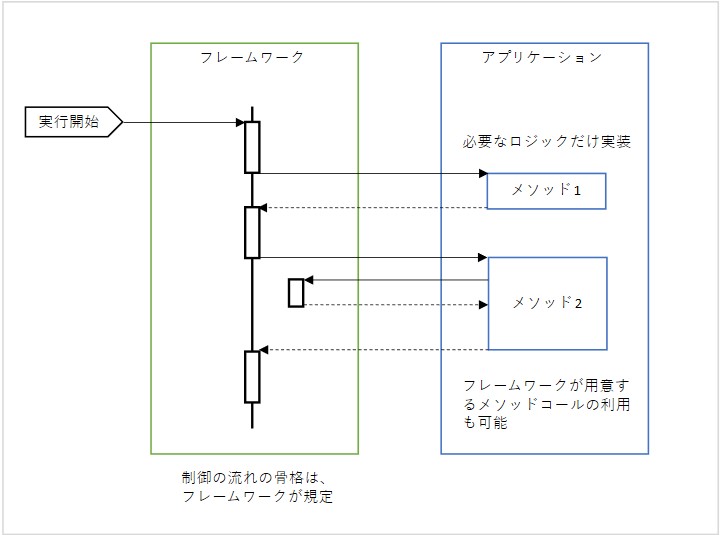 フレームワーク
アプリケーション
実行開始
必要なロジックだけ実装
メソッド1
メソッド2
フレームワークが用意す
るメソッドコールの利用
も可能
制御の流れの骨格は、
フレームワークが規定